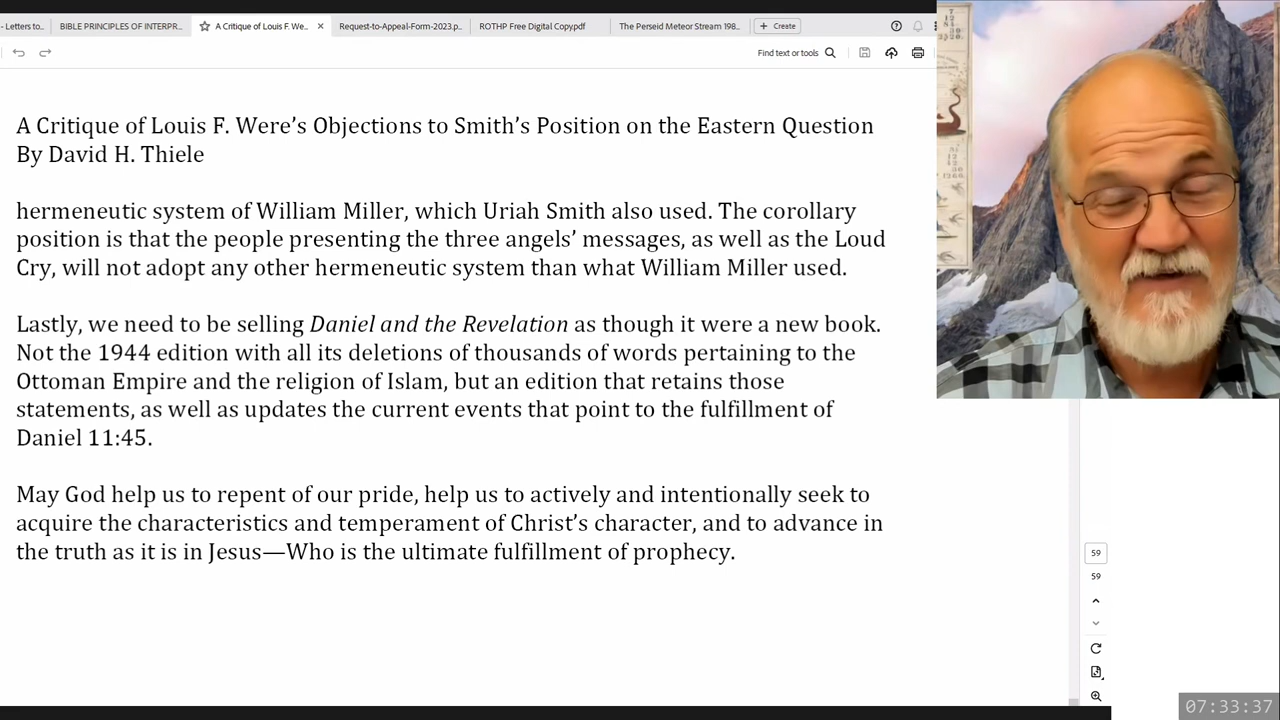 - Letters to...
BIBLE PRINCIPLES OF INTERPR...
A Critique of Louis F. We...
Request-to-Appeal-Form-2023.p...
ROTHP Free Digital Copy.pdf
The Perseid Meteor Stream 198...
+ Create
Find text or tools
A Critique of Louis F. Were’s Objections to Smith’s Position on the Eastern Question
By David H. Thiele
hermeneutic system of William Miller, which Uriah Smith also used. The corollary
position is that the people presenting the three angels’ messages, as well as the Loud
Cry, will not adopt any other hermeneutic system than what William Miller used.
Lastly, we need to be selling Daniel and the Revelation as though it were a new book.
Not the 1944 edition with all its deletions of thousands of words pertaining to the
Ottoman Empire and the religion of Islam, but an edition that retains those
statements, as well as updates the current events that point to the fulfillment of
Daniel 11:45.
May God help us to repent of our pride, help us to actively and intentionally seek to
acquire the characteristics and temperament of Christ’s character, and to advance in
the truth as it is in Jesus—Who is the ultimate fulfillment of prophecy.
59
59
07:33:37